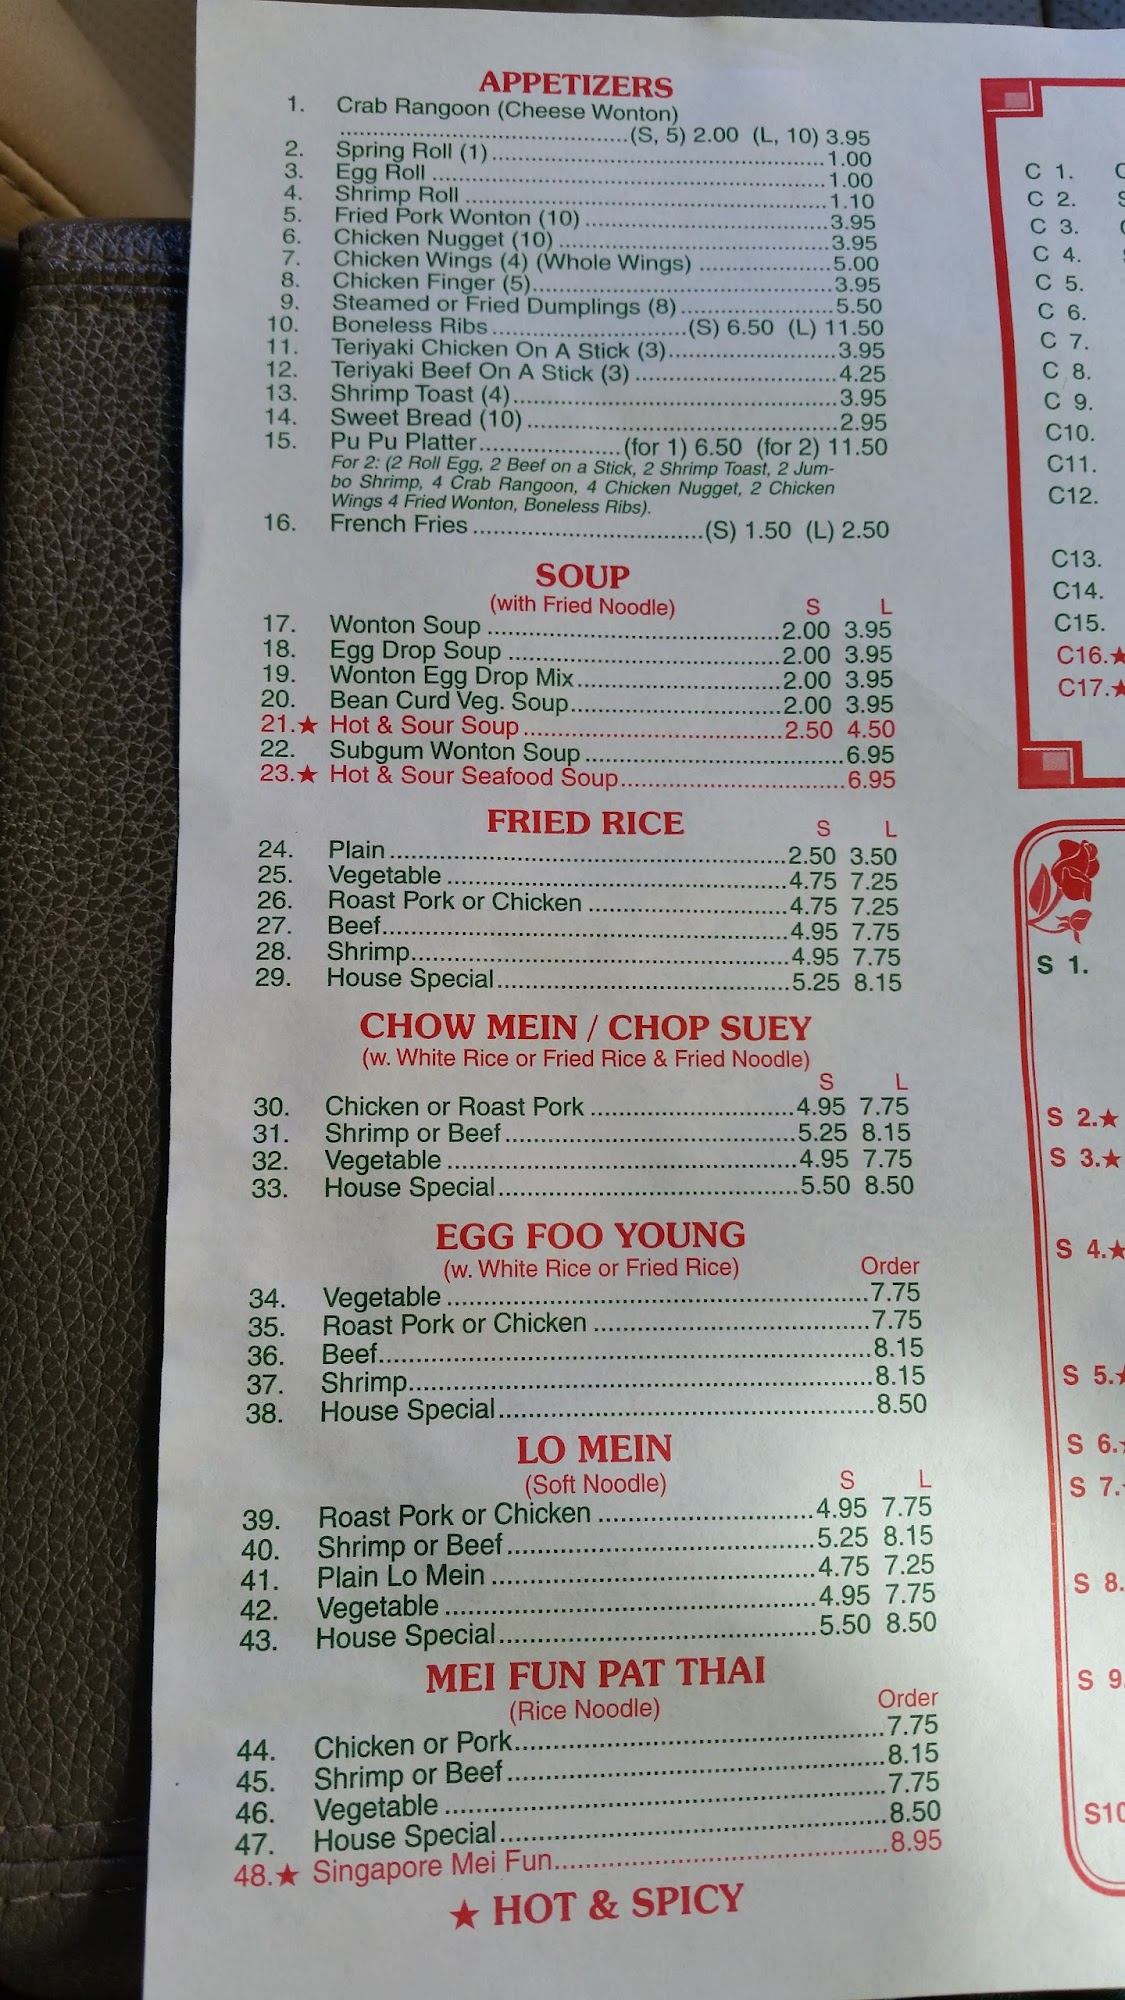 APPETIZERS
1. Crab Rangoon (Cheese Wonton)
(S, 5) 2.00 (L, 10) 3.95
2. Spring Roll (1) 1.00
3. Egg Roll 1.00
4. Shrimp Roll 1.10
5. Fried Pork Wonton (10) 3.95
6. Chicken Nugget (10) 3.95
7. Chicken Wings (4) (Whole Wings) 5.00
8. Chicken Finger (5) 3.95
9. Steamed or Fried Dumplings (8) 5.50
10. Boneless Ribs (S) 6.50 (L) 11.50
11. Teriyaki Chicken On A Stick (3) 3.95
12. Teriyaki Beef On A Stick (3) 4.25
13. Shrimp Toast (4) 3.95
14. Sweet Bread (10) 2.95
15. Pu Pu Platter (for 1) 6.50 (for 2) 11.50
For 2: (2 Roll Egg, 2 Beef on a Stick, 2 Shrimp Toast, 2 Jum-
bo Shrimp, 4 Crab Rangoon, 4 Chicken Nugget, 2 Chicken
Wings 4 Fried Wonton, Boneless Ribs).
16. French Fries (S) 1.50 (L) 2.50
SOUP
(with Fried Noodle) S L
17. Wonton Soup 2.00 3.95
18. Egg Drop Soup 2.00 3.95
19. Wonton Egg Drop Mix 2.00 3.95
20. Bean Curd Veg. Soup 2.00 3.95
21.★ Hot & Sour Soup 2.50 4.50
22. Subgum Wonton Soup 6.95
23.★ Hot & Sour Seafood Soup 6.95
FRIED RICE S L
24. Plain 2.50 3.50
25. Vegetable 4.75 7.25
26. Roast Pork or Chicken 4.75 7.25
27. Beef 4.95 7.75
28. Shrimp 4.95 7.75
29. House Special 5.25 8.15
CHOW MEIN / CHOP SUEY
(w. White Rice or Fried Rice & Fried Noodle)
S L
30. Chicken or Roast Pork 4.95 7.75
31. Shrimp or Beef 5.25 8.15
32. Vegetable 4.95 7.75
33. House Special 5.50 8.50
EGG FOO YOUNG
(w. White Rice or Fried Rice) Order
34. Vegetable 7.75
35. Roast Pork or Chicken 7.75
36. Beef 8.15
37. Shrimp 8.15
38. House Special 8.50
LO MEIN
(Soft Noodle) S L
39. Roast Pork or Chicken 4.95 7.75
40. Shrimp or Beef 5.25 8.15
41. Plain Lo Mein 4.75 7.25
42. Vegetable 4.95 7.75
43. House Special 5.50 8.50
MEI FUN PAT THAI
(Rice Noodle) Order
44. Chicken or Pork 7.75
45. Shrimp or Beef 8.15
46. Vegetable 7.75
47. House Special 8.50
48.★ Singapore Mei Fun 8.95
★ HOT & SPICY
C 1.
C 2.
C 3.
C 4.
C 5.
C 6.
C 7.
C 8.
C 9.
C10.
C11.
C12.
C13.
C14.
C15.
C16.★
C17.★
S 1.
S 2.★
S 3.★
S 4.★
S 5.★
S 6.
S 7.
S 8.
S 9.
S10